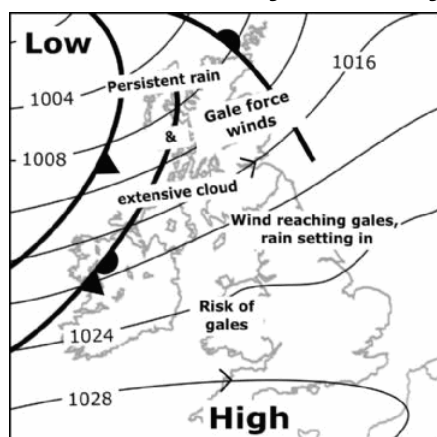 Low
1016
Persistent rain
1004
Gale force
winds
&
1008
extensive cloud
Wind reaching gales,
rain setting in
Risk of
gales
1024
1028
High